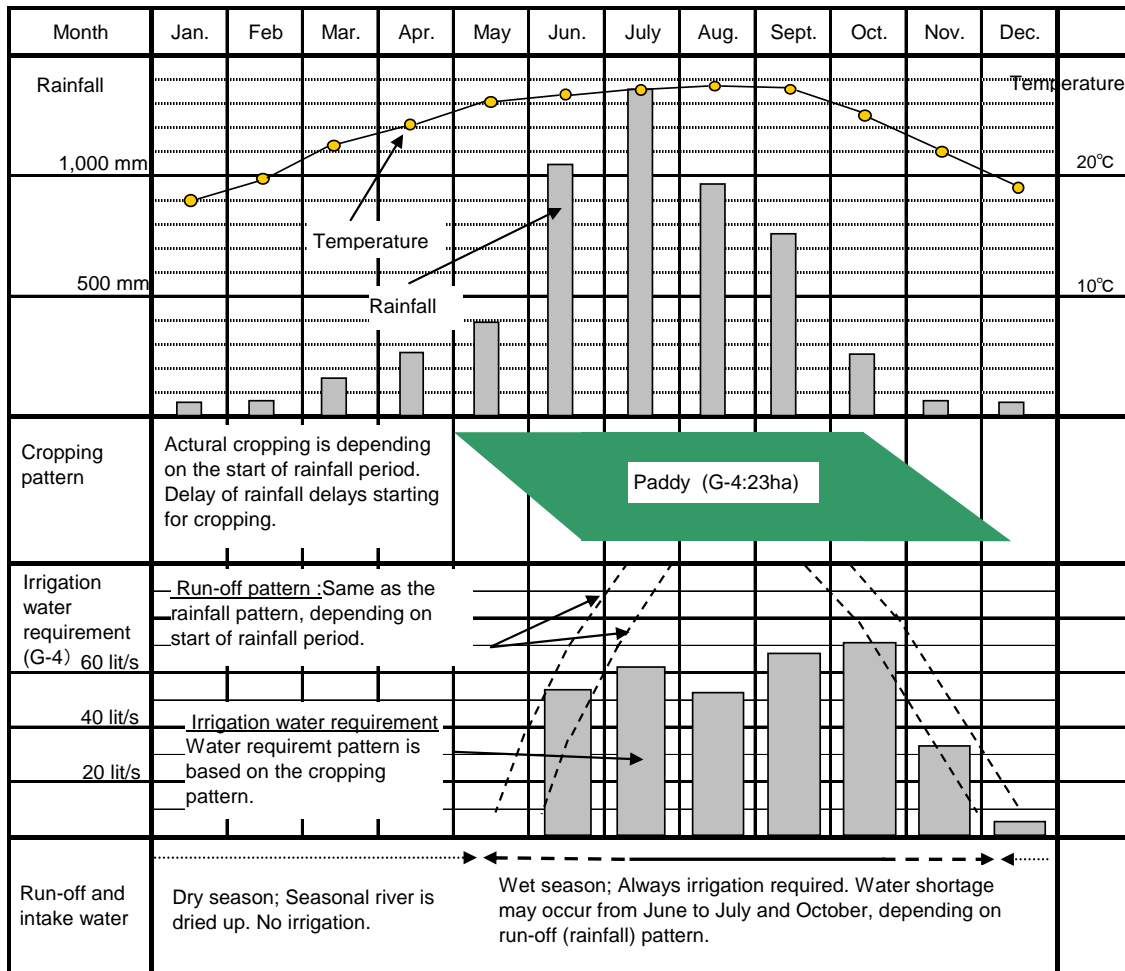 Month Jan. Feb Mar. Apr. May Jun. July Aug. Sept. Oct. Nov. Dec.
Rainfall
Temperature
1,000 mm
20°C
Temperature
500 mm
10°C
Rainfall
Cropping
pattern
Actural cropping is depending
on the start of rainfall period.
Delay of rainfall delays starting
for cropping.
Paddy (G-4:23ha)
Irrigation
water
requirement
(G-4)
60 lit/s
40 lit/s
20 lit/s
Run-off pattern :Same as the
rainfall pattern, depending on
start of rainfall period.
Irrigation water requirement
Water requiremt pattern is
based on the cropping
pattern.
Run-off and
intake water
Dry season; Seasonal river is
dried up. No irrigation.
Wet season; Always irrigation required. Water shortage
may occur from June to July and October, depending on
run-off (rainfall) pattern.